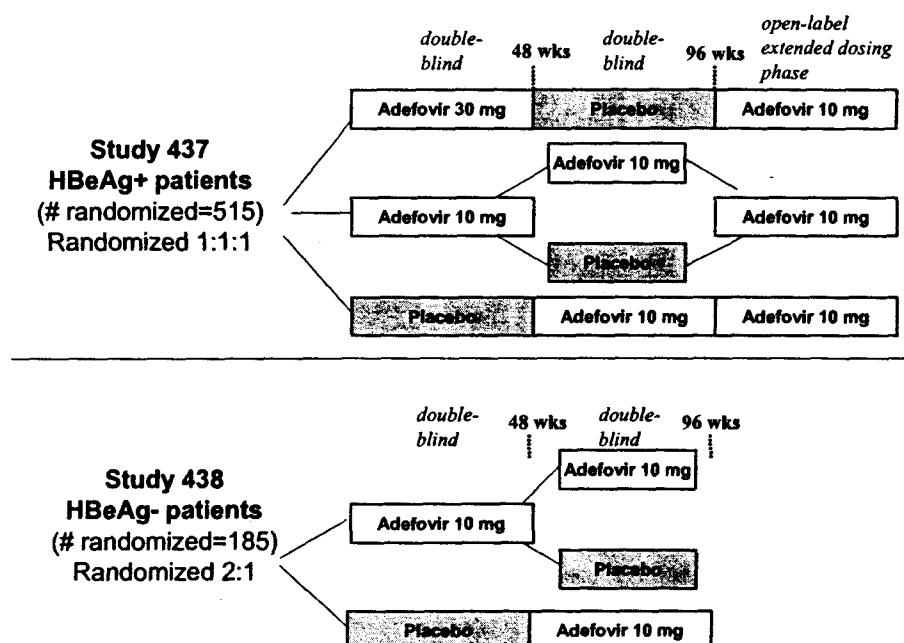 double-
blind
48 wks
double-
blind
96 wks
open-label
extended dosing
phase
Adefovir 30 mg
Placebo
Adefovir 10 mg
Study 437
HBeAg+ patients
(# randomized=515)
Randomized 1:1:1
Adefovir 10 mg
Adefovir 10 mg
Placebo
Adefovir 10 mg
Placebo
Adefovir 10 mg
Adefovir 10 mg
double-
blind
48 wks
double-
blind
96 wks
Study 438
HBeAg- patients
(# randomized=185)
Randomized 2:1
Adefovir 10 mg
Adefovir 10 mg
Placebo
Placebo
Adefovir 10 mg